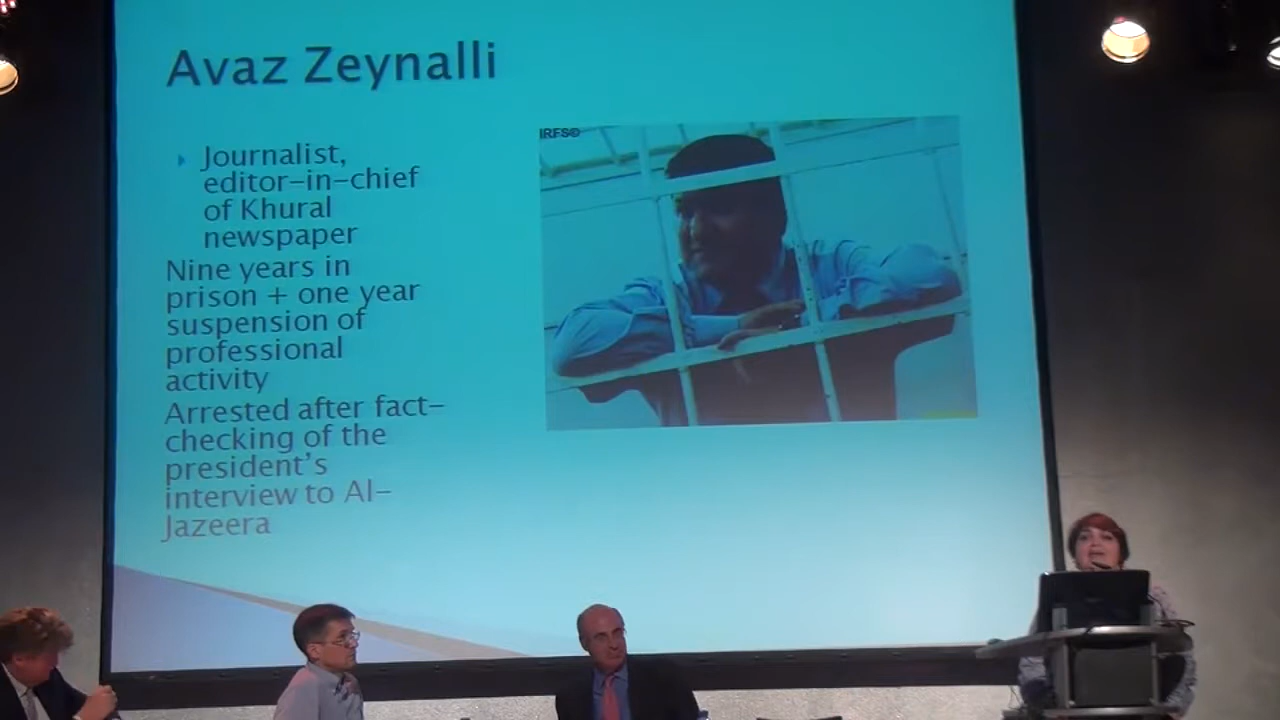 Avaz Zeynalli
Journalist,
editor-in-chief
of Khural
newspaper
Nine years in
prison + one year
suspension of
professional
activity
Arrested after fact-
checking of the
president's
interview to Al-
Jazeera
IRFS©